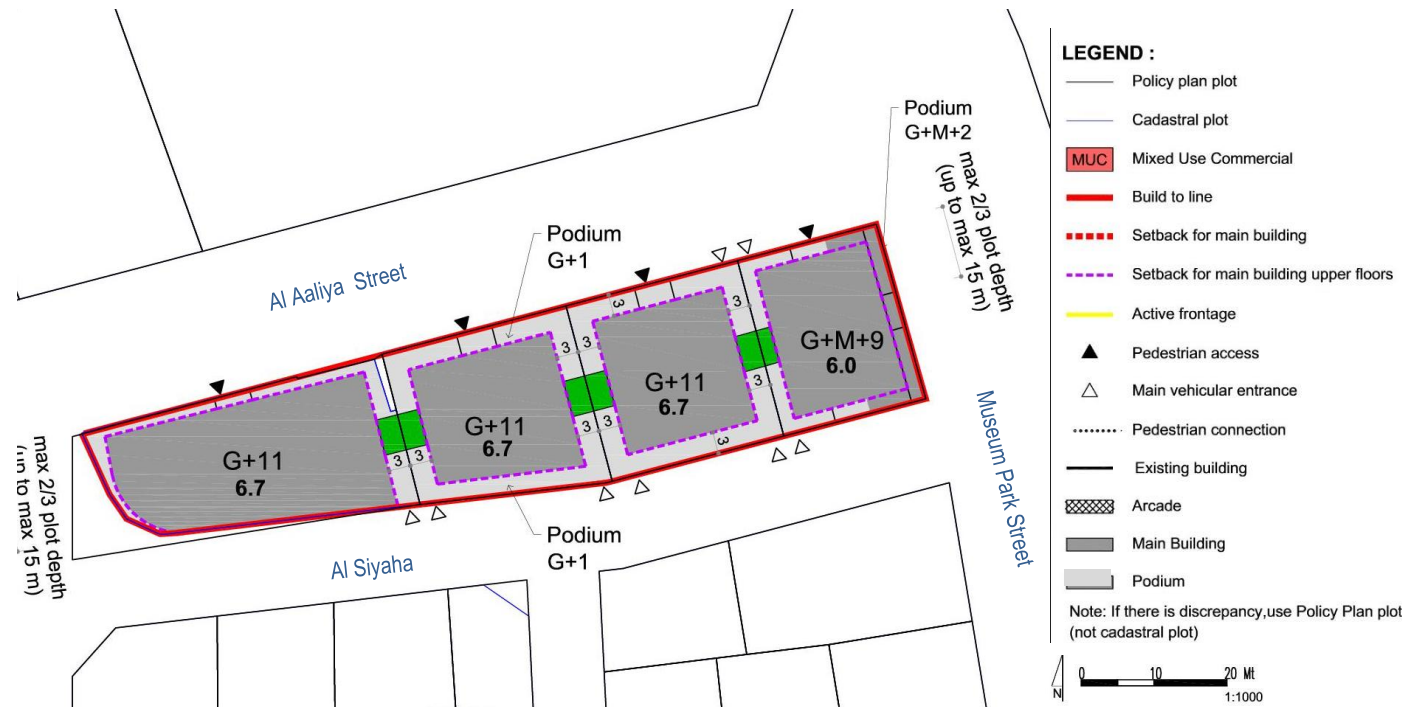 Podium
G+M+2
max 2/3 plot depth
(up to max 15 m)
Podium
G+1
Al Aaliya Street
3
3
3 3
G+M+9
6.0
G+11
6.7
3
G+11
6.7
3 3
3
G+11
6.7
3 3
max 2/3 plot depth
(up to max 15 m)
Podium
G+1
Al Siyaha
Museum Park Street
LEGEND :
Policy plan plot
Cadastral plot
MUC Mixed Use Commercial
Build to line
Setback for main building
Setback for main building upper floors
Active frontage
Pedestrian access
Main vehicular entrance
Pedestrian connection
Existing building
Arcade
Main Building
Podium
Note: If there is discrepancy,use Policy Plan plot
(not cadastral plot)
N
0 10 20 Mt
1:1000